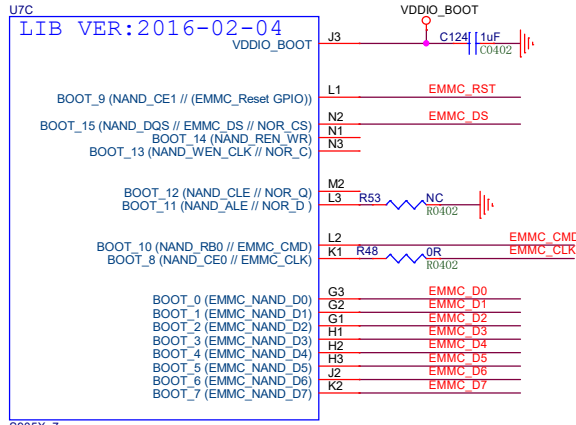 U7C
LIB VER:2016-02-04
VDDIO_BOOT
VDDIO_BOOT J3 C124 1uF
C0402
BOOT_9 (NAND_CE1 // (EMMC_Reset GPIO)) L1 EMMC_RST
BOOT_15 (NAND_DQS // EMMC_DS // NOR_CS) N2 EMMC_DS
BOOT_14 (NAND_REN_WR) N1
BOOT_13 (NAND_WEN_CLK // NOR_C) N3
BOOT_12 (NAND_CLE // NOR_Q) M2
BOOT_11 (NAND_ALE // NOR_D ) L3 R53 NC
R0402
BOOT_10 (NAND_RB0 // EMMC_CMD) L2 EMMC_CMD
BOOT_8 (NAND_CE0 // EMMC_CLK) K1 R48 0R EMMC_CLK
R0402
BOOT_0 (EMMC_NAND_D0) G3 EMMC_D0
BOOT_1 (EMMC_NAND_D1) G2 EMMC_D1
BOOT_2 (EMMC_NAND_D2) G1 EMMC_D2
BOOT_3 (EMMC_NAND_D3) H1 EMMC_D3
BOOT_4 (EMMC_NAND_D4) H2 EMMC_D4
BOOT_5 (EMMC_NAND_D5) H3 EMMC_D5
BOOT_6 (EMMC_NAND_D6) J2 EMMC_D6
BOOT_7 (EMMC_NAND_D7) K2 EMMC_D7